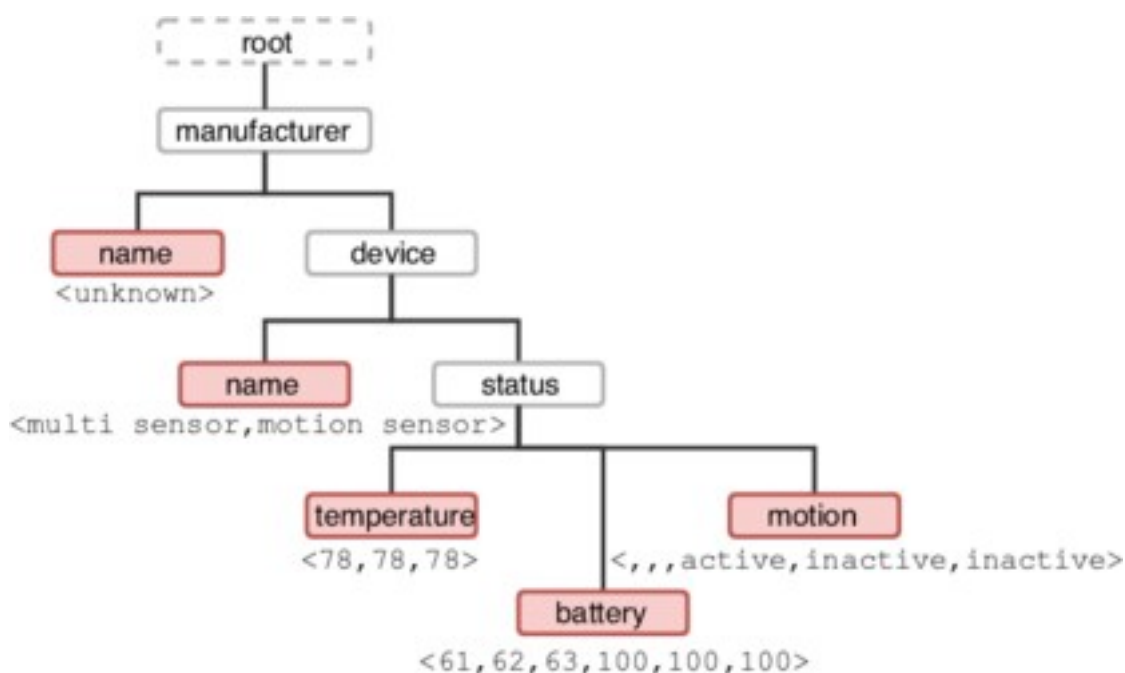 root
manufacturer
name
device
<unknown>
name
status
<multi sensor,motion sensor>
temperature
motion
<78,78,78>
<,,,active,inactive,inactive>
battery
<61,62,63,100,100,100>